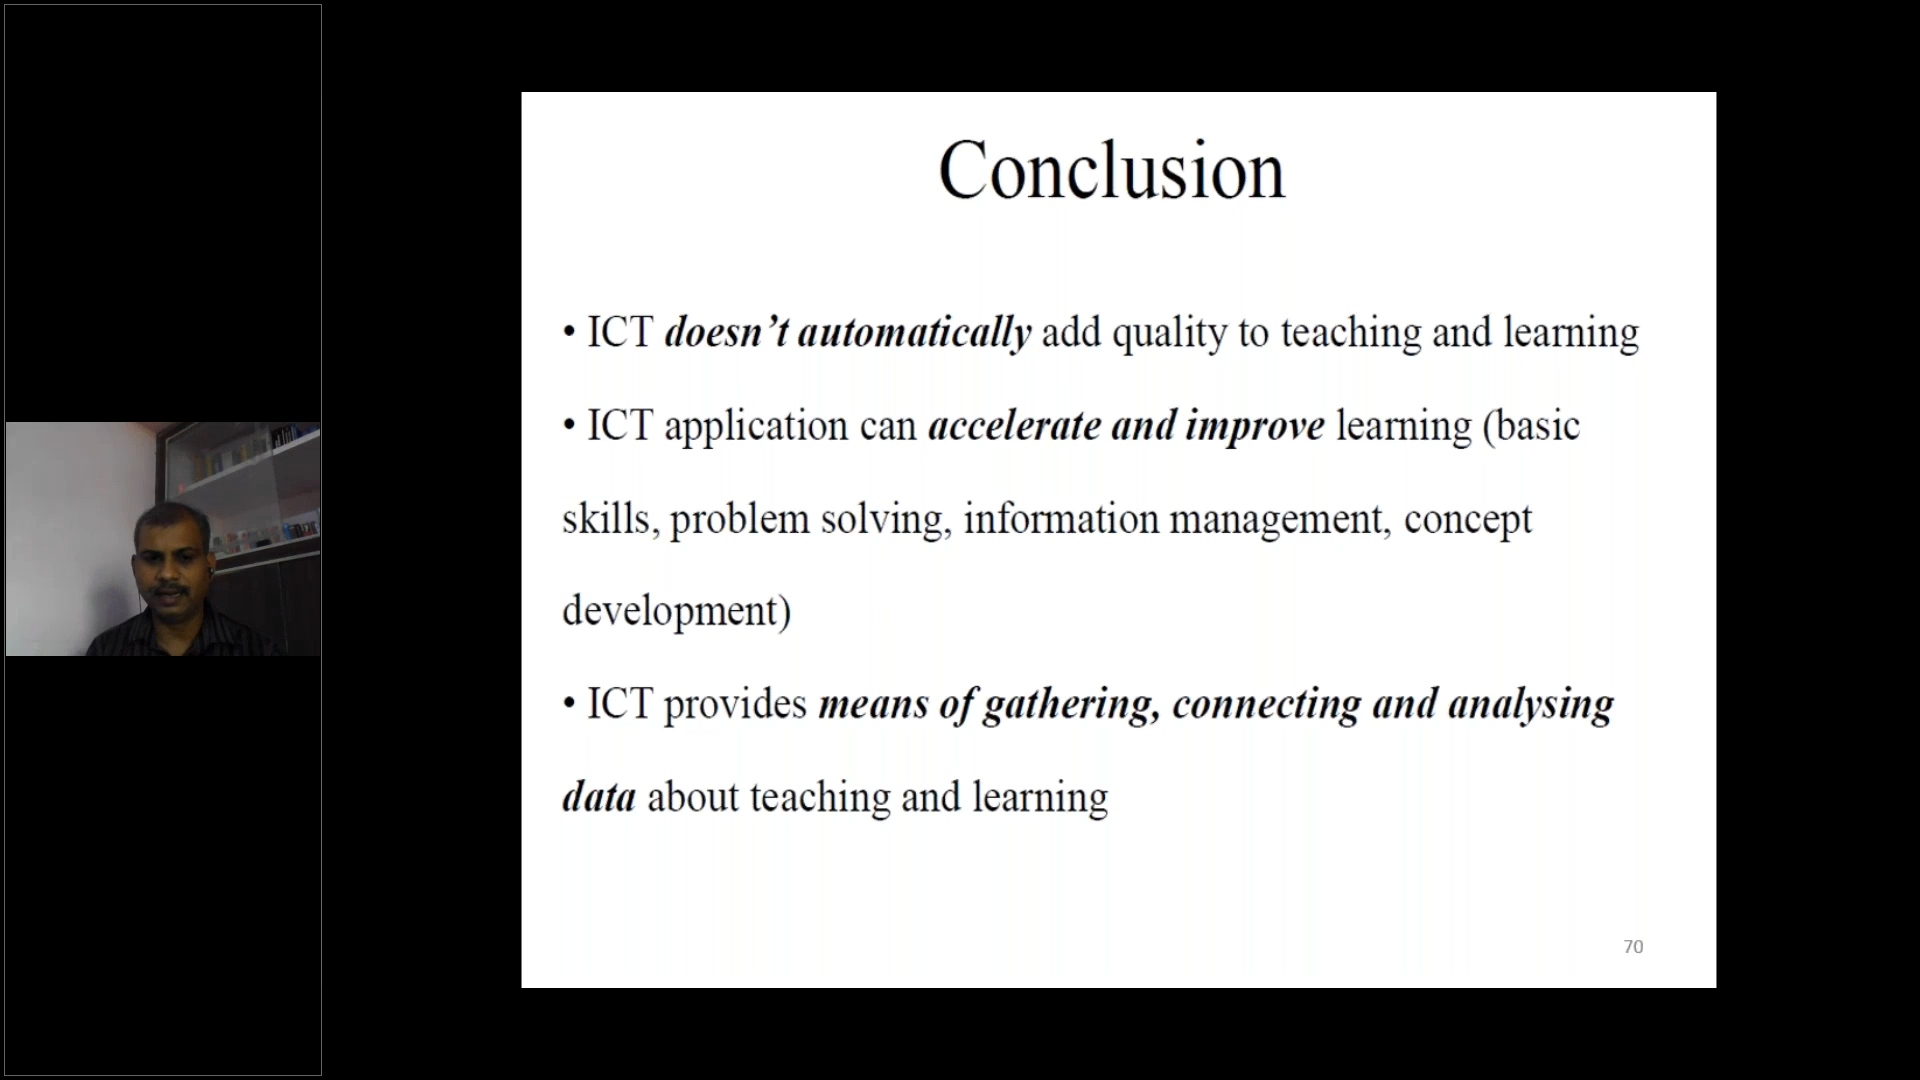 Conclusion
• ICT doesn’t automatically add quality to teaching and learning
• ICT application can accelerate and improve learning (basic
skills, problem solving, information management, concept
development)
• ICT provides means of gathering, connecting and analysing
data about teaching and learning
70